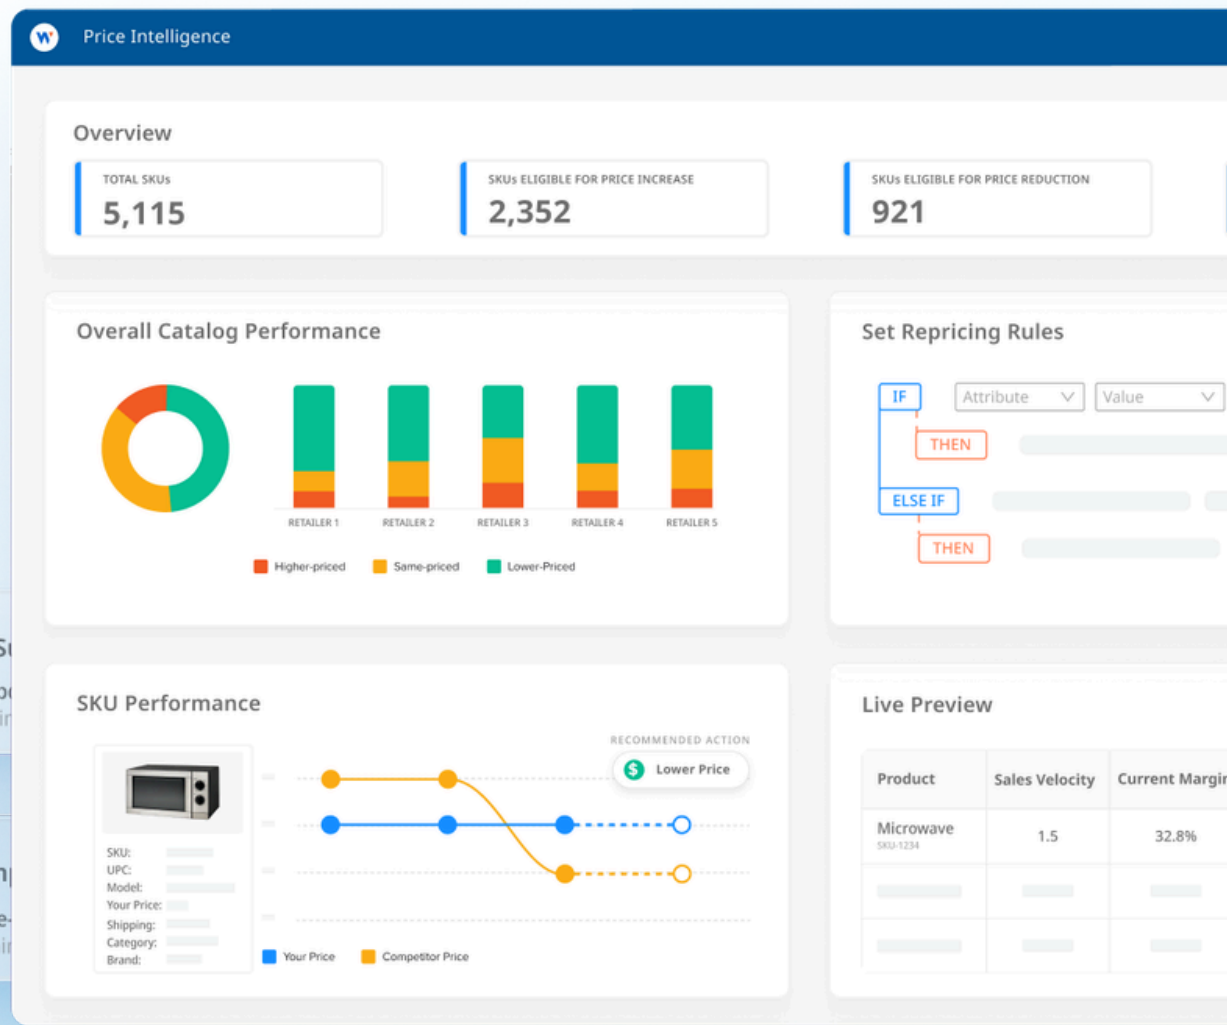 W
Price Intelligence
Overview
TOTAL SKUs
5,115
SKUs ELIGIBLE FOR PRICE INCREASE
2,352
SKUs ELIGIBLE FOR PRICE REDUCTION
921
Overall Catalog Performance
RETAILER 1 RETAILER 2 RETAILER 3 RETAILER 4 RETAILER 5
Higher-priced Same-priced Lower-Priced
Set Repricing Rules
IF Attribute Value
THEN
ELSE IF
THEN
SKU Performance
RECOMMENDED ACTION
$ Lower Price
SKU:
UPC:
Model:
Your Price:
Shipping:
Category:
Brand:
Your Price Competitor Price
Live Preview
Product Sales Velocity Current Margin
Microwave 1.5 32.8%
SKU-1234